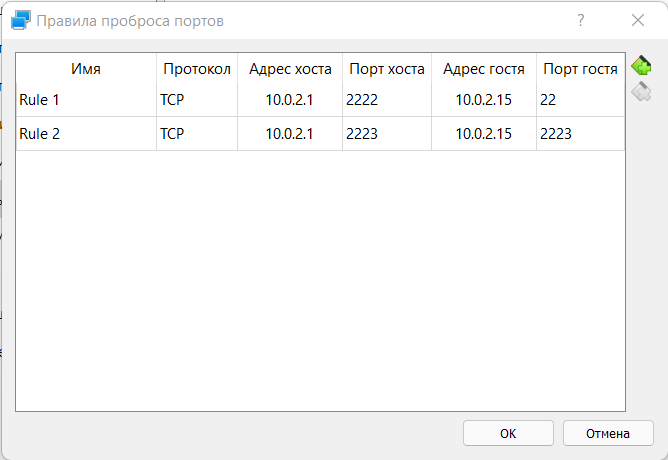 Правила проброса портов ?
Имя Протокол Адрес хоста Порт хоста Адрес гостя Порт гостя
Rule 1 TCP 10.0.2.1 2222 10.0.2.15 22
Rule 2 TCP 10.0.2.1 2223 10.0.2.15 2223
OK Отмена